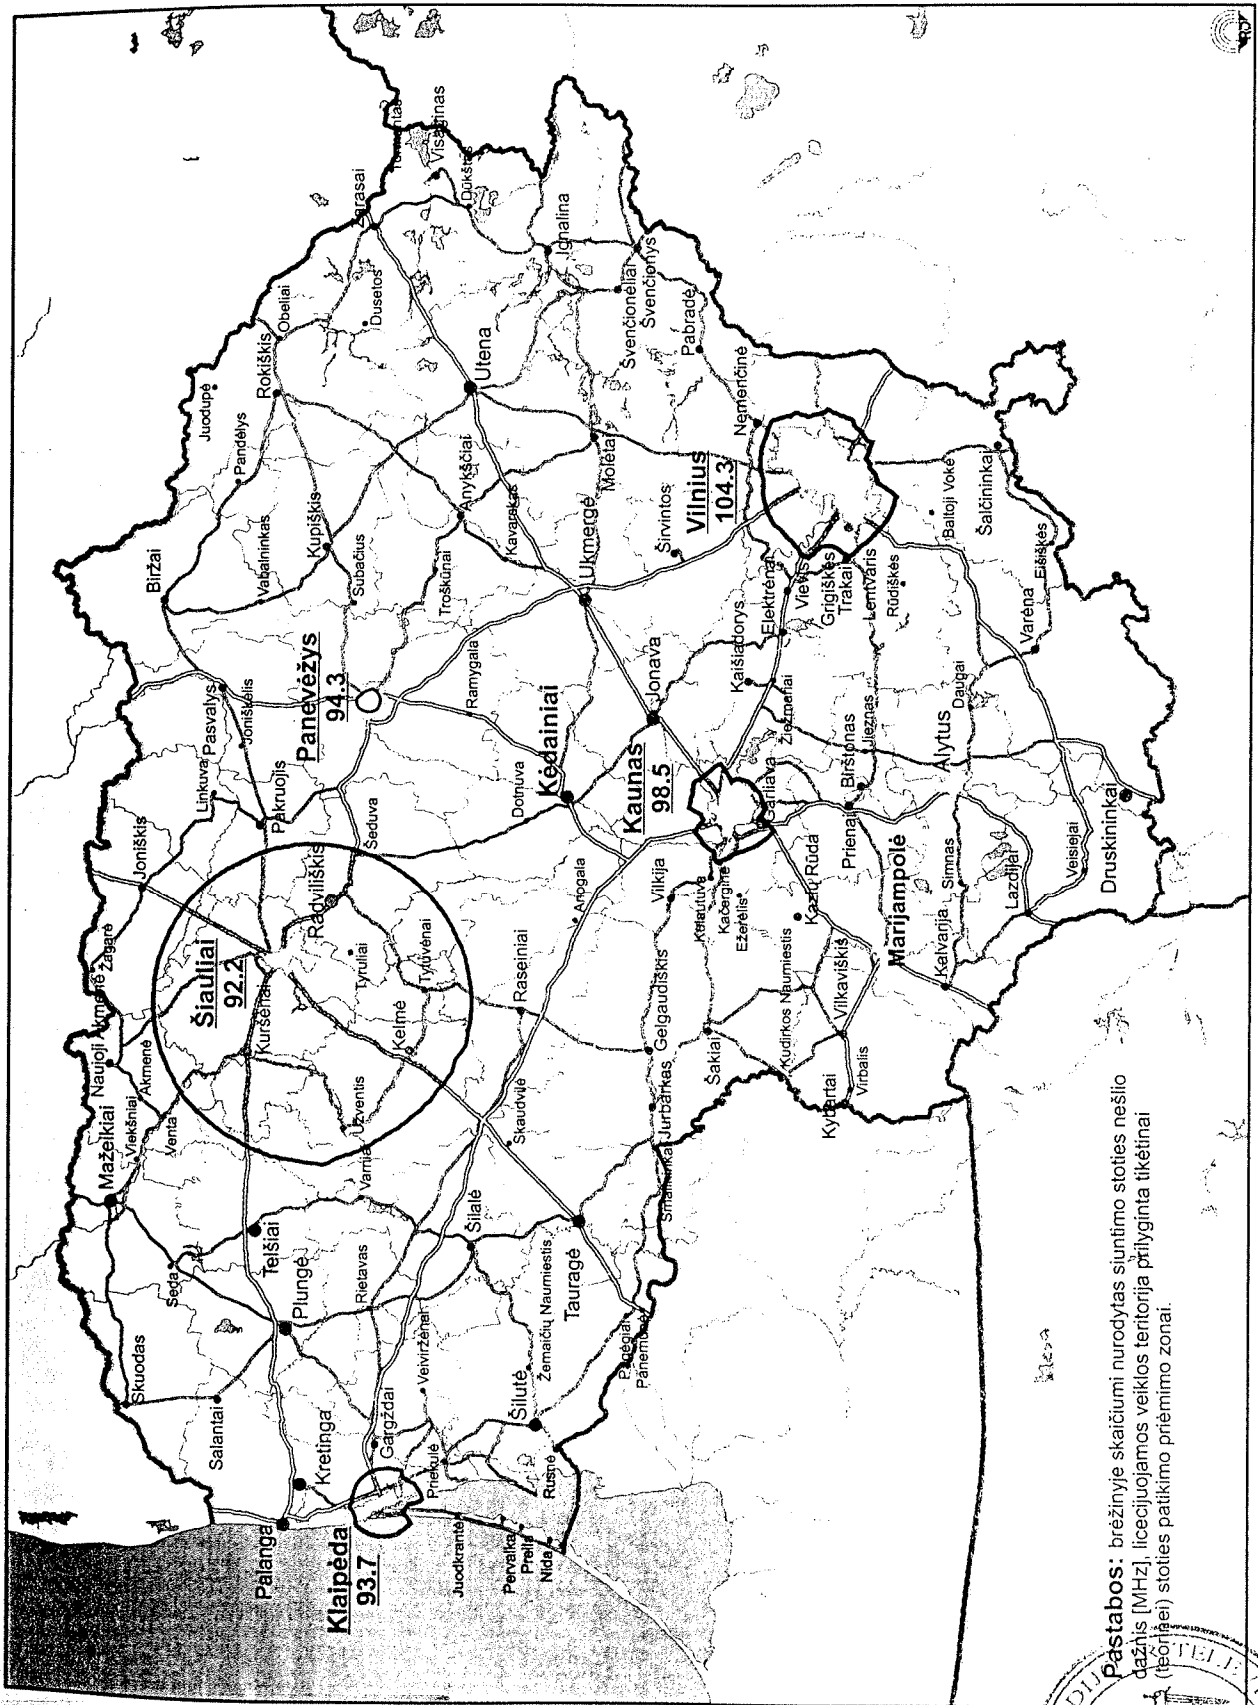 Skuodas
Mažeikiai
Viekšniai
Venta
Akmenė
Naujoji Akmenė
Žagarė
Joniškis
Linkuva
Pasvalys
Joniškėlis
Pakruojis
Biržai
Vabalninkas
Kupiškis
Subačius
Pandėlys
Juodupė
Rokiškis
Obeliai
Dusetos
Zarasai
Turmantas
Visaginas
Dūkštas
Ignalina
Švenčionėliai
Švenčionys
Pabradė
Utena
Anykščiai
Kavarskas
Troškūnai
Molėtai
Ukmergė
Širvintos
Nemenčinė
Salantai
Seda
Telšiai
Plungė
Rietavas
Kretinga
Palanga
Klaipėda
93.7
Gargždai
Veiviržėnai
Priekulė
Juodkrantė
Pervalka
Preila
Nida
Rusnė
Šilutė
Žemaičių Naumiestis
Šilalė
Tauragė
Pagėgiai
Panemunė
Skaudvilė
Varniai
Užventis
Kelmė
Kuršėnai
Šiauliai
92.2
Radviliškis
Tyruliai
Tytuvėnai
Šeduva
Panevėžys
94.3
Ramygala
Raseiniai
Ariogala
Dotnuva
Kėdainiai
Jonava
Kaunas
98.5
Vilkija
Smalininkai
Jurbarkas
Gelgaudiškis
Šakiai
Kulautuva
Kačerginė
Ežerėlis
Garliava
Kazlų Rūda
Kudirkos Naumiestis
Vilkaviškis
Virbalis
Kybartai
Marijampolė
Kalvarija
Prienai
Birštonas
Jieznas
Kaišiadorys
Žiežmariai
Elektrėnai
Vievis
Vilnius
104.3
Grigiškės
Trakai
Lentvaris
Rūdiškės
Baltoji Vokė
Šalčininkai
Eišiškės
Varėna
Daugai
Alytus
Simnas
Lazdijai
Veisiejai
Druskininkai
Pastabos: brėžinyje skaičiumi nurodytas siuntimo stoties nešlio
dažnis [MHz], licecijuojamos veiklos teritorija prilyginta tikėtinai
(teorinei) stoties patikimo priėmimo zonai.